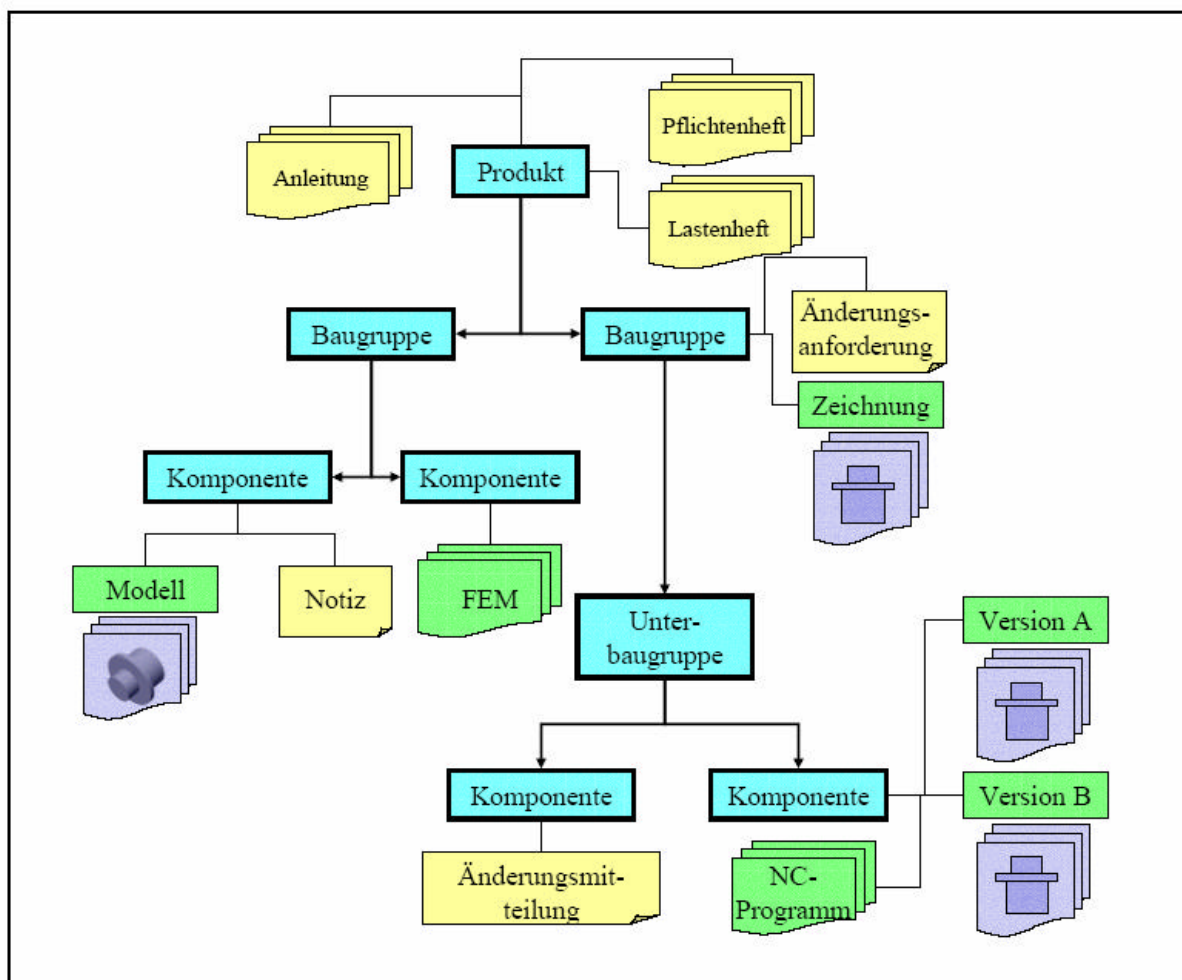 Pflichtenheft
Anleitung
Produkt
Lastenheft
Baugruppe
Baugruppe
Änderungs-
anforderung
Zeichnung
Komponente
Komponente
Modell
Notiz
FEM
Unter-
baugruppe
Version A
Komponente
Komponente
Version B
Änderungsmit-
teilung
NC-
Programm